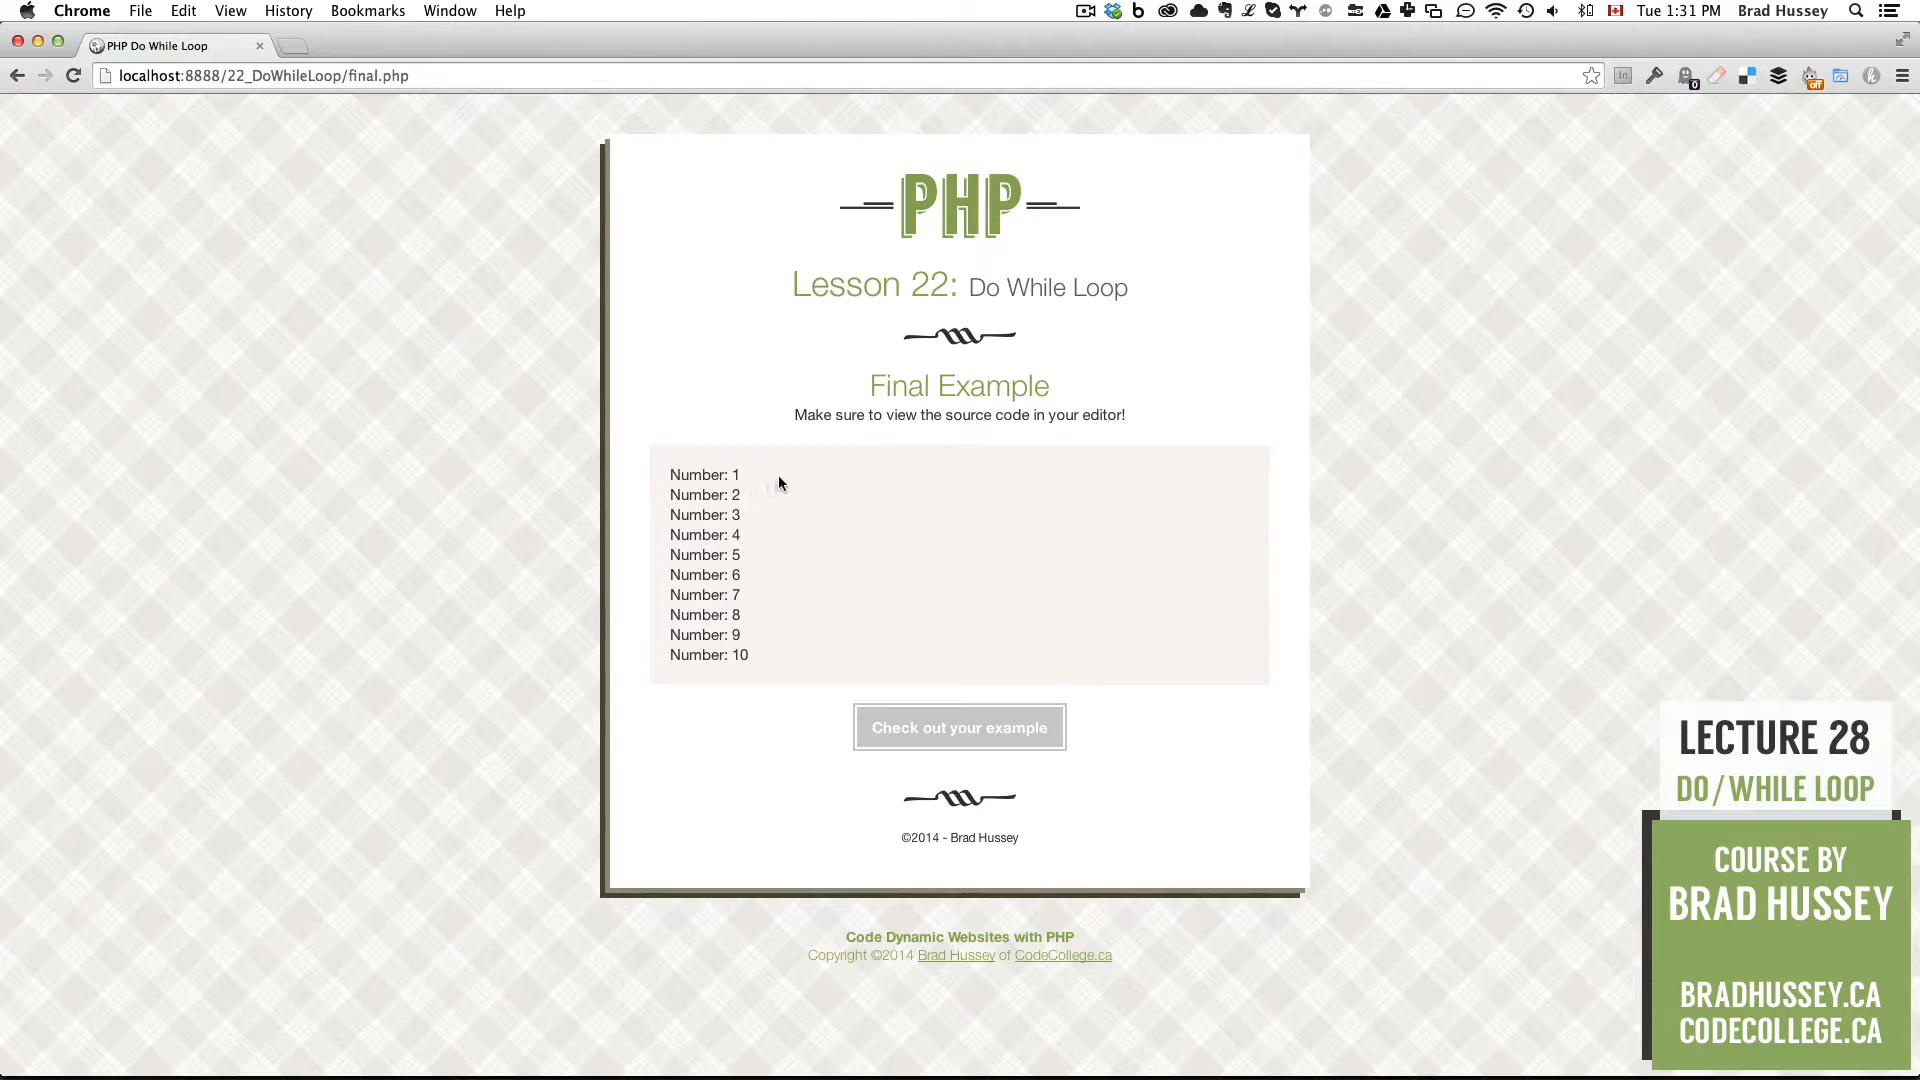 Chrome File Edit View History Bookmarks Window Help
Tue 1:31 PM Brad Hussey
PHP Do While Loop
localhost:8888/22_DoWhileLoop/final.php
PHP
Lesson 22: Do While Loop
Final Example
Make sure to view the source code in your editor!
Number: 1
Number: 2
Number: 3
Number: 4
Number: 5
Number: 6
Number: 7
Number: 8
Number: 9
Number: 10
Check out your example
©2014 - Brad Hussey
Code Dynamic Websites with PHP
Copyright ©2014 Brad Hussey of CodeCollege.ca
LECTURE 28
DO / WHILE LOOP
COURSE BY
BRAD HUSSEY
BRADHUSSEY.CA
CODECOLLEGE.CA